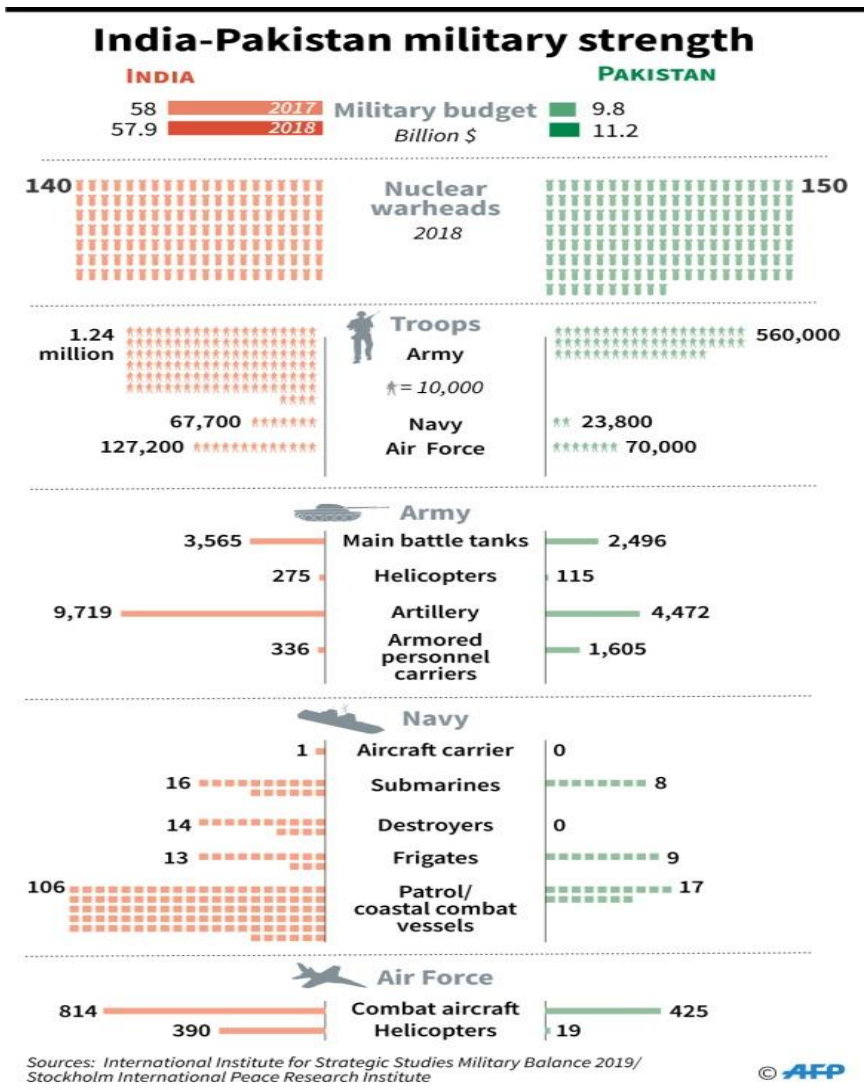 India-Pakistan military strength
INDIA
PAKISTAN
58 2017 Military budget 9.8
57.9 2018 Billion $ 11.2
140 Nuclear 150
warheads
2018
Troops
1.24
million Army 560,000
= 10,000
67,700 Navy 23,800
127,200 Air Force 70,000
Army
3,565 Main battle tanks 2,496
275 Helicopters 115
9,719 Artillery 4,472
336 Armored 1,605
personnel
carriers
Navy
1 Aircraft carrier 0
16 Submarines 8
14 Destroyers 0
13 Frigates 9
106 Patrol/ 17
coastal combat
vessels
Air Force
814 Combat aircraft 425
390 Helicopters 19
Sources: International Institute for Strategic Studies Military Balance 2019/
Stockholm International Peace Research Institute
© AFP